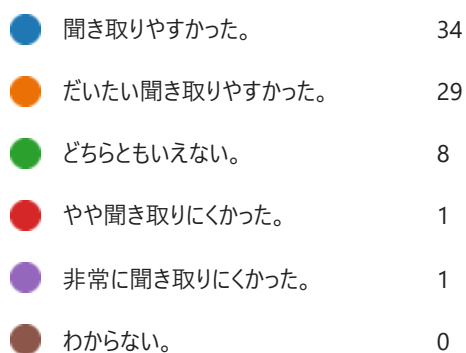 聞き取りやすかった。 34
だいたい聞き取りやすかった。 29
どちらともいえない。 8
やや聞き取りにくかった。 1
非常に聞き取りにくかった。 1
わからない。 0